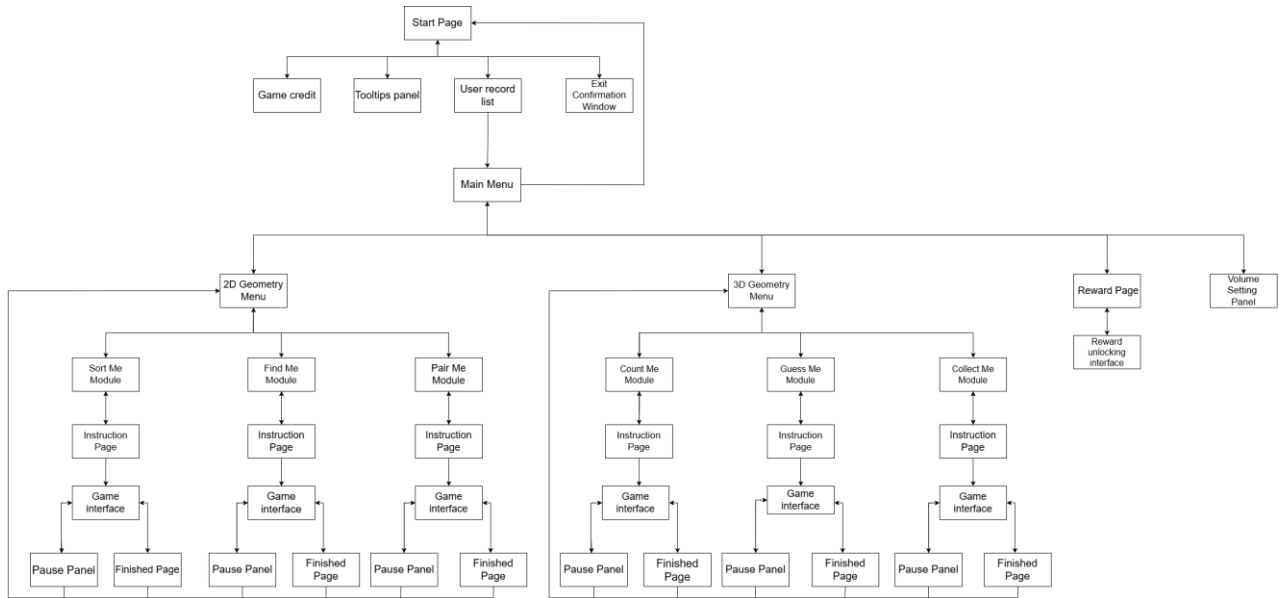 Start Page
Game credit
Tooltips panel
User record
list
Exit
Confirmation
Window
Main Menu
2D Geometry
Menu
3D Geometry
Menu
Reward Page
Volume
Setting
Panel
Reward
unlocking
interface
Sort Me
Module
Find Me
Module
Pair Me
Module
Count Me
Module
Guess Me
Module
Collect Me
Module
Instruction
Page
Instruction
Page
Instruction
Page
Instruction
Page
Instruction
Page
Instruction
Page
Game
interface
Game
interface
Game
interface
Game
interface
Game
interface
Game
interface
Pause Panel
Finished Page
Pause Panel
Finished
Page
Pause Panel
Finished
Page
Pause Panel
Finished
Page
Pause Panel
Finished
Page
Pause Panel
Finished
Page